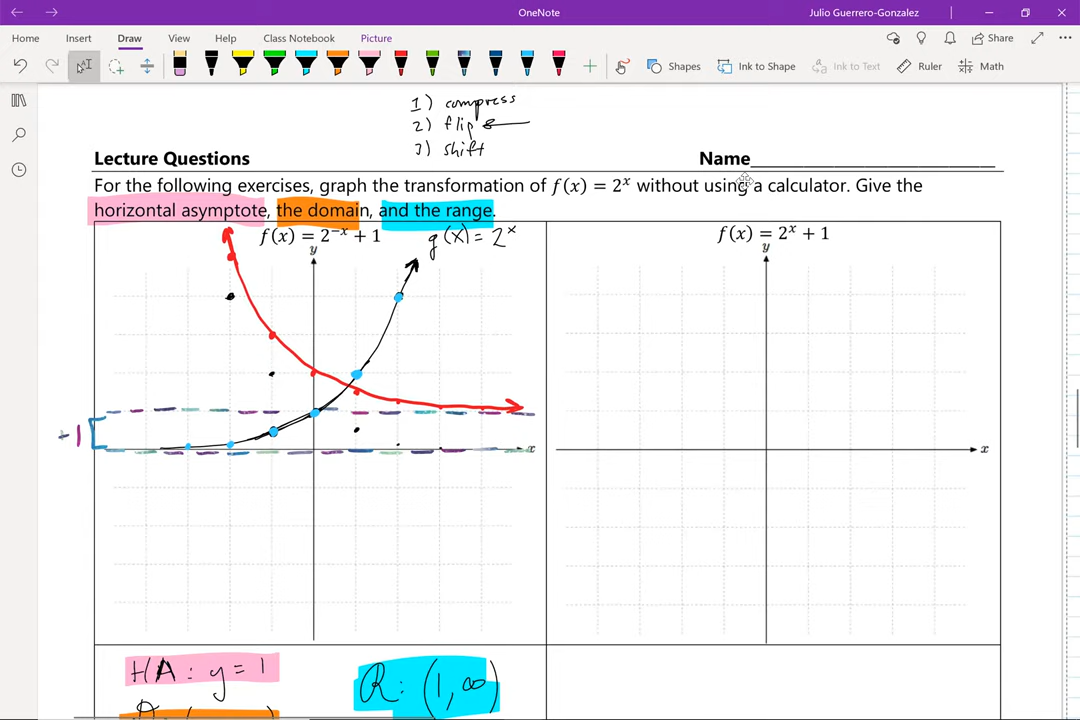 OneNote
Julio Guerrero-Gonzalez
Home Insert Draw View Help Class Notebook Picture
Share
Shapes Ink to Shape Ink to Text Ruler Math
1) compress
2) flip ←
3) shift
Lecture Questions Name
For the following exercises, graph the transformation of f(x) = 2ˣ without using a calculator. Give the
horizontal asymptote, the domain, and the range.
f(x) = 2⁻ˣ + 1
g(x) = 2ˣ
f(x) = 2ˣ + 1
y
y
+1
x
x
HA: y = 1
R: (1, ∞)